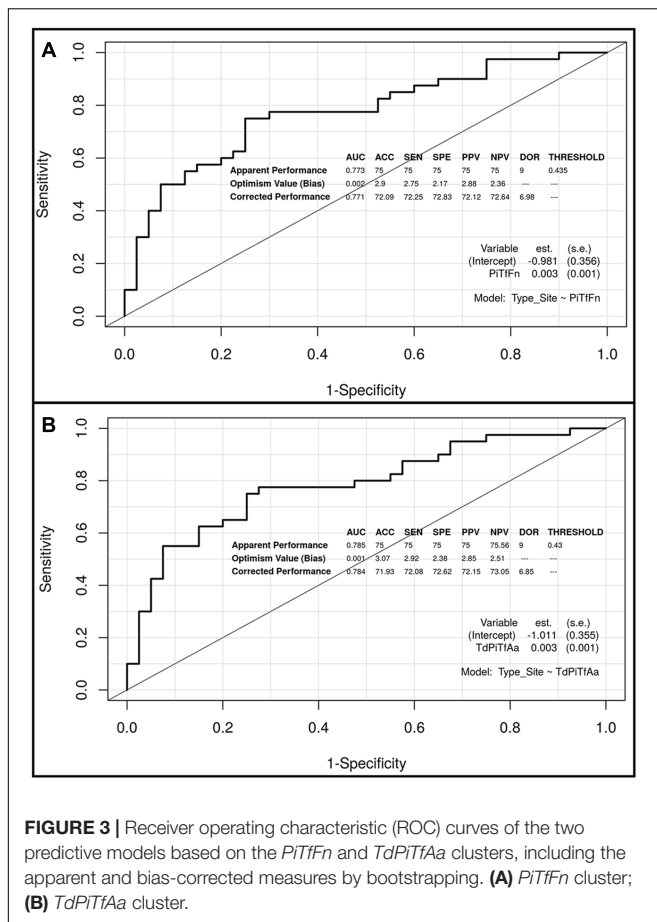 A
Sensitivity
1.0
0.8
0.6
0.4
0.2
0.0
AUC ACC SEN SPE PPV NPV DOR THRESHOLD
Apparent Performance 0.773 75 75 75 75 75 9 0.435
Optimism Value (Bias) 0.002 2.9 2.75 2.17 2.88 2.36 --- ---
Corrected Performance 0.771 72.09 72.25 72.83 72.12 72.64 6.98 ---
Variable est. (s.e.)
(Intercept) -0.981 (0.356)
PiTfFn 0.003 (0.001)
Model: Type_Site ~ PiTfFn
0.0 0.2 0.4 0.6 0.8 1.0
1-Specificity
B
Sensitivity
1.0
0.8
0.6
0.4
0.2
0.0
AUC ACC SEN SPE PPV NPV DOR THRESHOLD
Apparent Performance 0.785 75 75 75 75 75.56 9 0.43
Optimism Value (Bias) 0.001 3.07 2.92 2.38 2.85 2.51 --- ---
Corrected Performance 0.784 71.93 72.08 72.62 72.15 73.05 6.85 ---
Variable est. (s.e.)
(Intercept) -1.011 (0.355)
TdPiTfAa 0.003 (0.001)
Model: Type_Site ~ TdPiTfAa
0.0 0.2 0.4 0.6 0.8 1.0
1-Specificity
FIGURE 3 | Receiver operating characteristic (ROC) curves of the two
predictive models based on the PiTfFn and TdPiTfAa clusters, including the
apparent and bias-corrected measures by bootstrapping. (A) PiTfFn cluster;
(B) TdPiTfAa cluster.